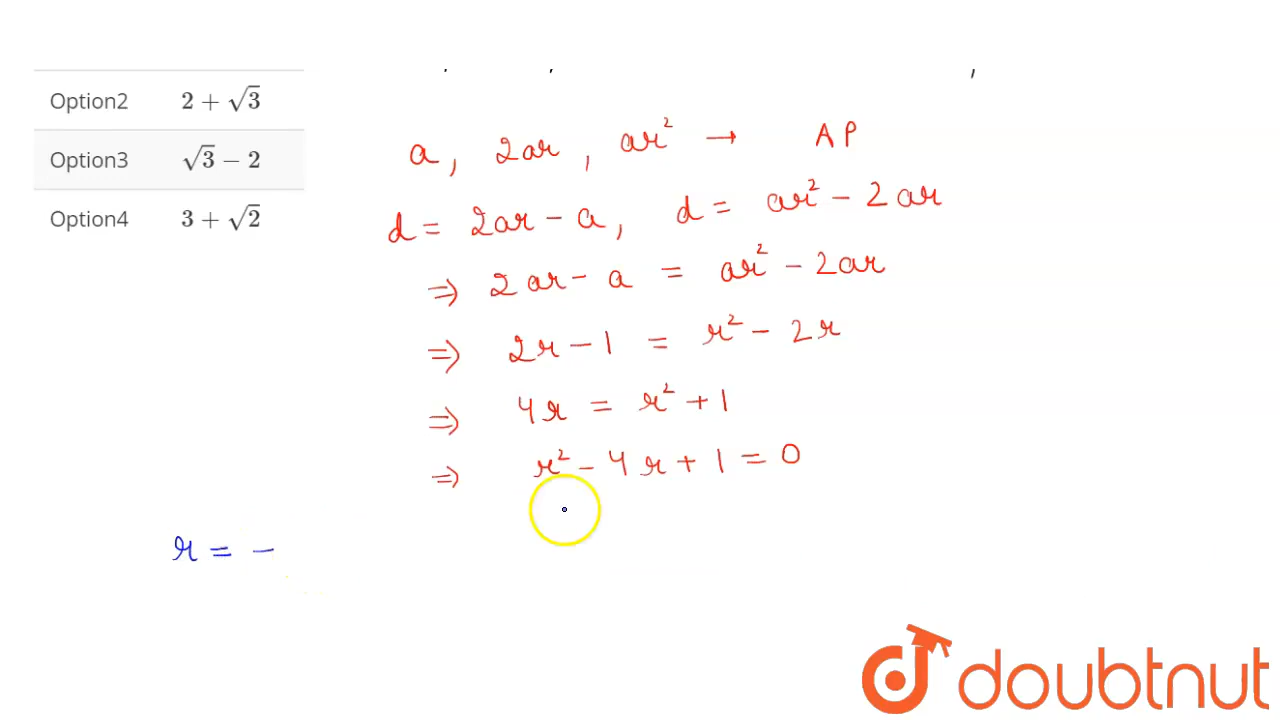 Option2 2 + √3
Option3 √3 − 2
Option4 3 + √2
a, 2ar, ar² → AP
d = 2ar − a, d = ar² − 2ar
⇒ 2ar − a = ar² − 2ar
⇒ 2r − 1 = r² − 2r
⇒ 4r = r² + 1
⇒ r² − 4r + 1 = 0
r = −
doubtnut